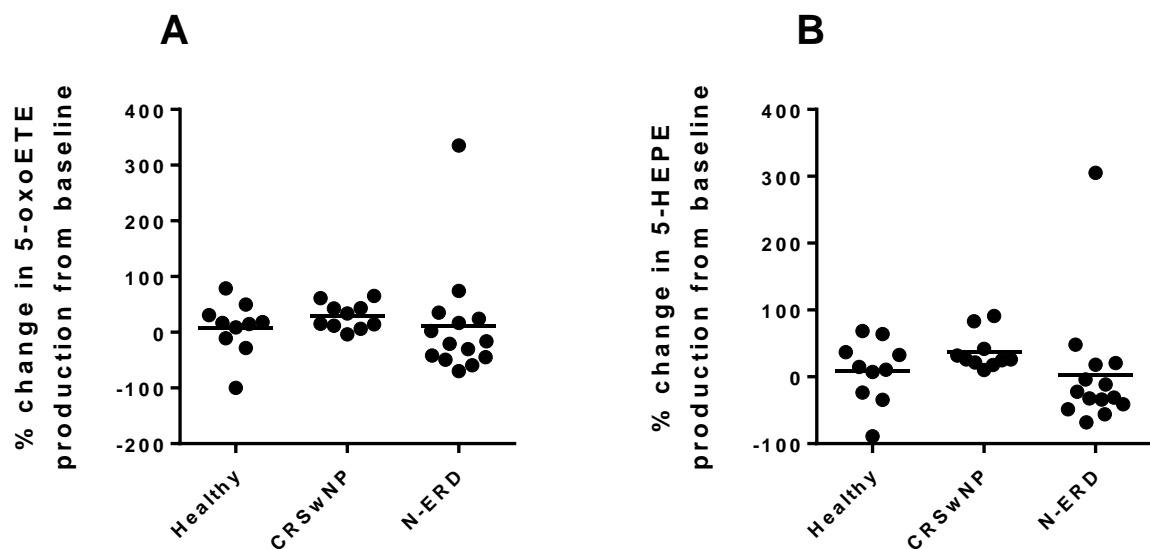 A
% change in 5-oxoETE
production from baseline
400
300
200
100
0
-100
-200
Healthy
CRSwNP
N-ERD
B
% change in 5-HEPE
production from baseline
400
300
200
100
0
-100
Healthy
CRSwNP
N-ERD